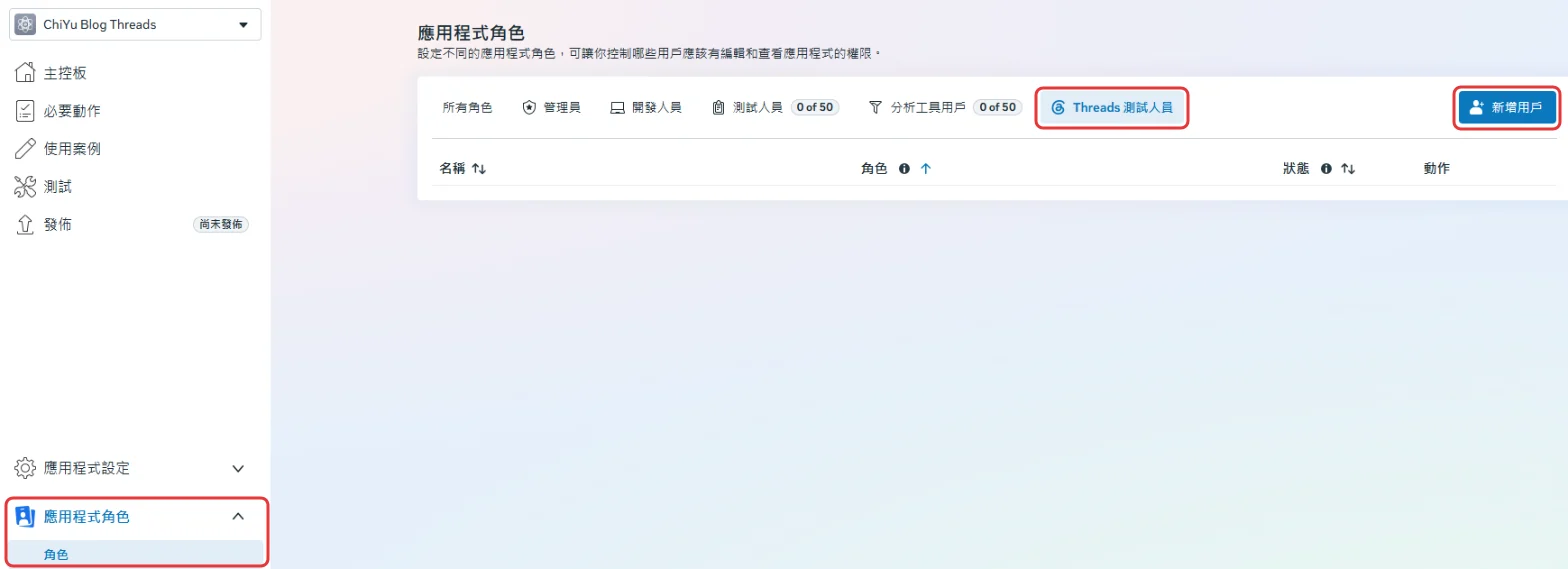 ChiYu Blog Threads
主控板
必要動作
使用案例
測試
發佈 尚未發佈
應用程式設定
應用程式角色
角色
應用程式角色
設定不同的應用程式角色，可讓你控制哪些用戶應該有編輯和查看應用程式的權限。
所有角色 管理員 開發人員 測試人員 0 of 50 分析工具用戶 0 of 50 Threads 測試人員 新增用戶
名稱 角色 狀態 動作